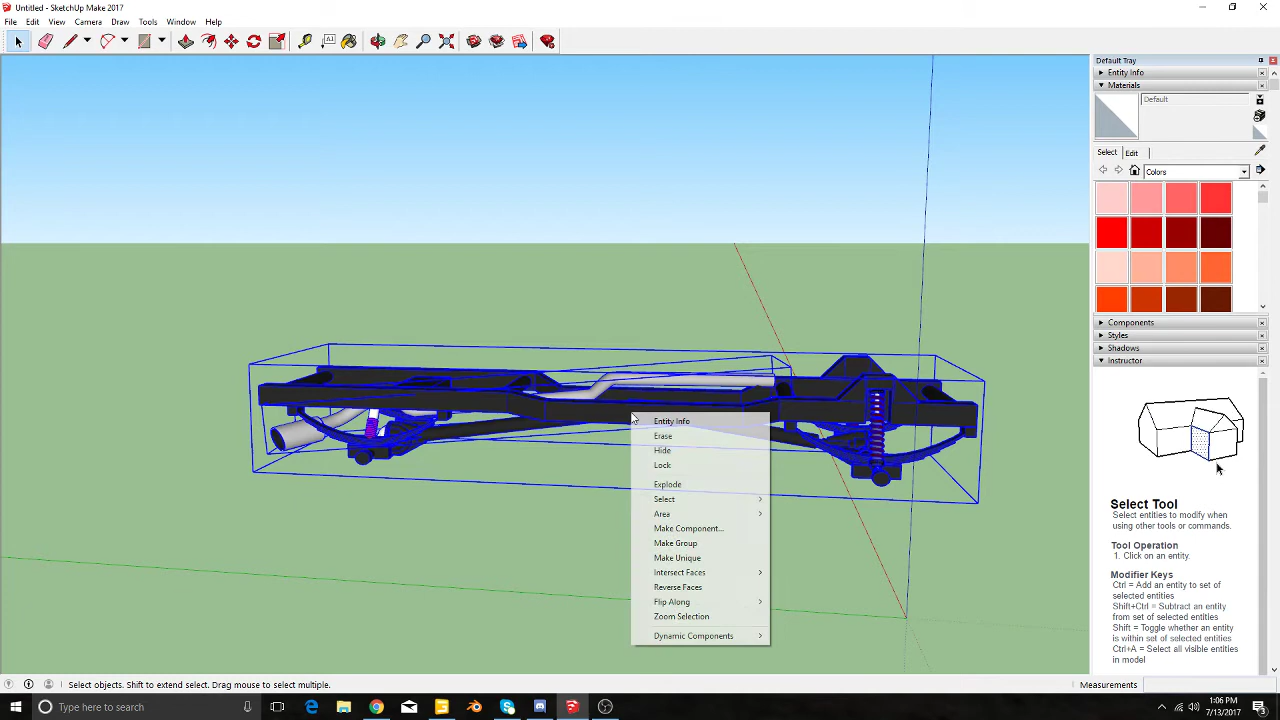 Untitled - SketchUp Make 2017
File Edit View Camera Draw Tools Window Help
A1
Default Tray
Entity Info
Materials
Default
Select Edit
Colors
Components
Styles
Shadows
Instructor
Entity Info
Erase
Hide
Lock
Explode
Select
Area
Make Component...
Make Group
Make Unique
Intersect Faces
Reverse Faces
Flip Along
Zoom Selection
Dynamic Components
Select Tool
Select entities to modify when
using other tools or commands.
Tool Operation
1. Click on an entity.
Modifier Keys
Ctrl = Add an entity to set of
selected entities
Shift+Ctrl = Subtract an entity
from set of selected entities
Shift = Toggle whether an entity
is within set of selected entities
Ctrl+A = Select all visible entities
in model
Select objects. Shift to extend select. Drag mouse to select multiple.
Measurements
Type here to search
1:06 PM
7/13/2017